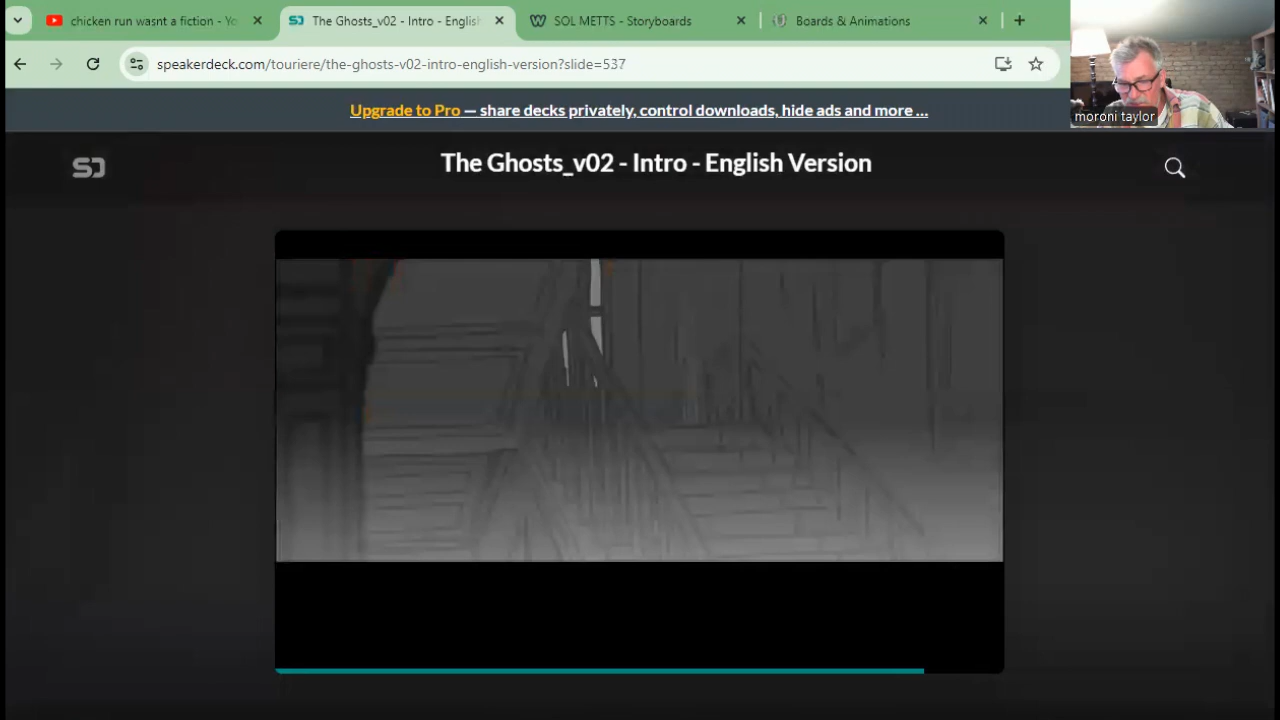 chicken run wasnt a fiction - Yo
The Ghosts_v02 - Intro - English
SOL METTS - Storyboards
Boards & Animations
speakerdeck.com/touriere/the-ghosts-v02-intro-english-version?slide=537
moroni taylor
Upgrade to Pro — share decks privately, control downloads, hide ads and more ...
The Ghosts_v02 - Intro - English Version